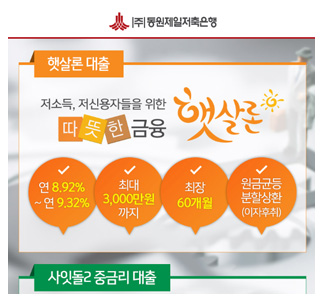 (주)동원제일저축은행
햇살론 대출
저소득, 저신용자들을 위한
따뜻한금융
햇살론
연 8.92%
~ 연 9.32%
최대
3,000만원
까지
최장
60개월
원금균등
분할상환
(이자후취)
사잇돌2 중금리 대출